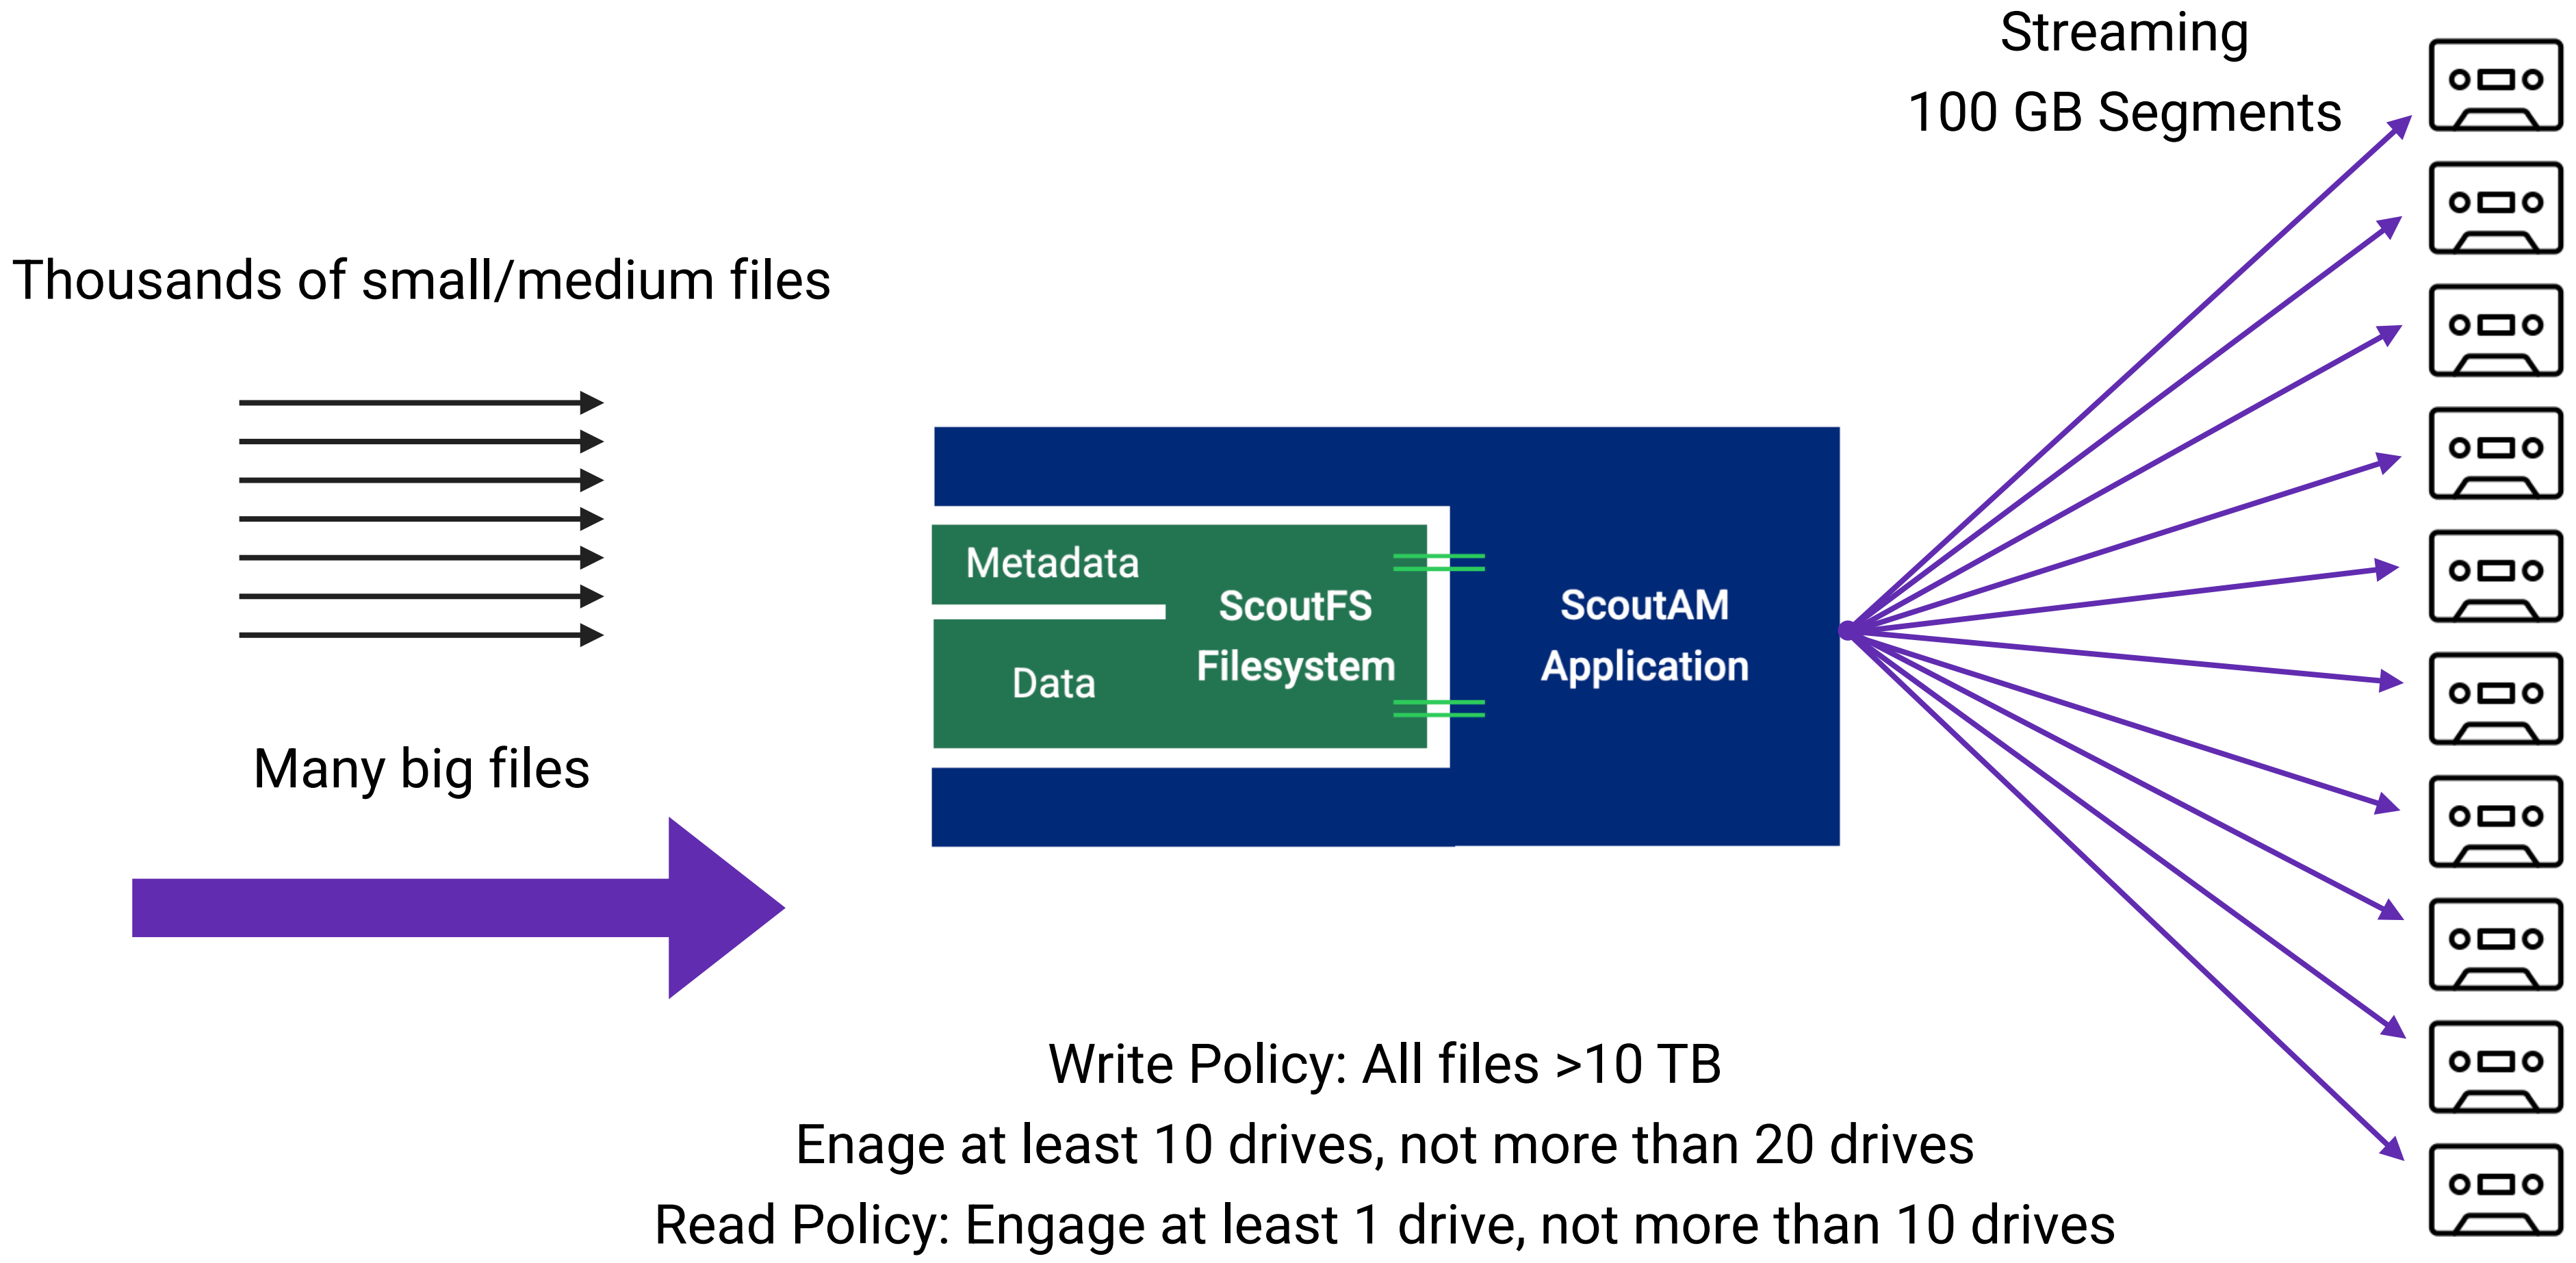 Streaming
100 GB Segments
Thousands of small/medium files
Metadata
Data
ScoutFS
Filesystem
ScoutAM
Application
Many big files
Write Policy: All files >10 TB
Enage at least 10 drives, not more than 20 drives
Read Policy: Engage at least 1 drive, not more than 10 drives